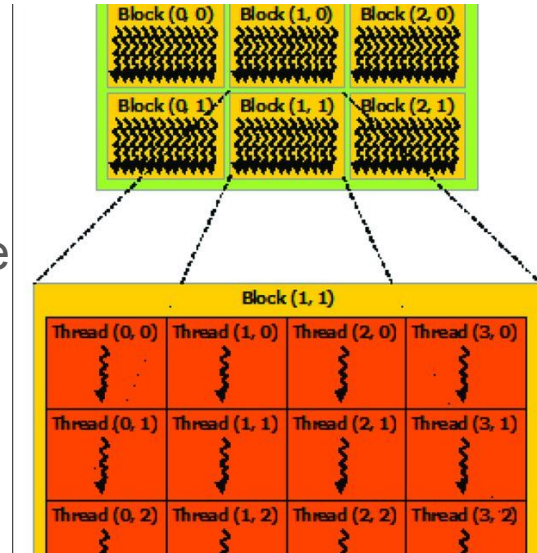 Block (0, 0) Block (1, 0) Block (2, 0)
Block (0, 1) Block (1, 1) Block (2, 1)
e
Block (1, 1)
Thread (0, 0) Thread (1, 0) Thread (2, 0) Thread (3, 0)
Thread (0, 1) Thread (1, 1) Thread (2, 1) Thread (3, 1)
Thread (0, 2) Thread (1, 2) Thread (2, 2) Thread (3, 2)